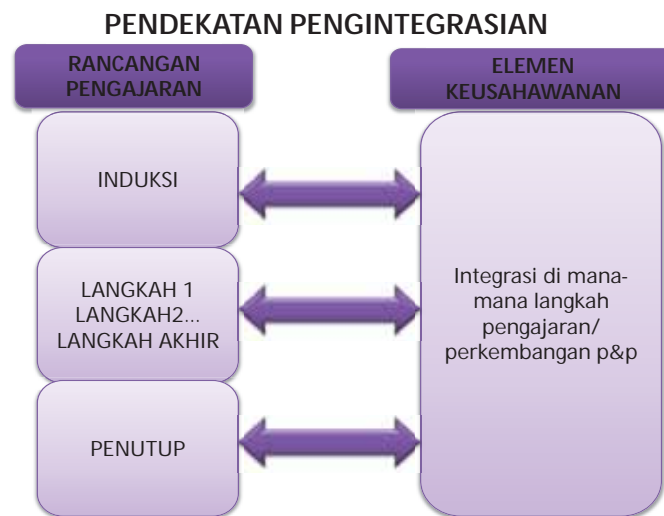 PENDEKATAN PENGINTEGRASIAN
RANCANGAN
PENGAJARAN
ELEMEN
KEUSAHAWANAN
INDUKSI
LANGKAH 1
LANGKAH2...
LANGKAH AKHIR
PENUTUP
Integrasi di mana-
mana langkah
pengajaran/
perkembangan p&p